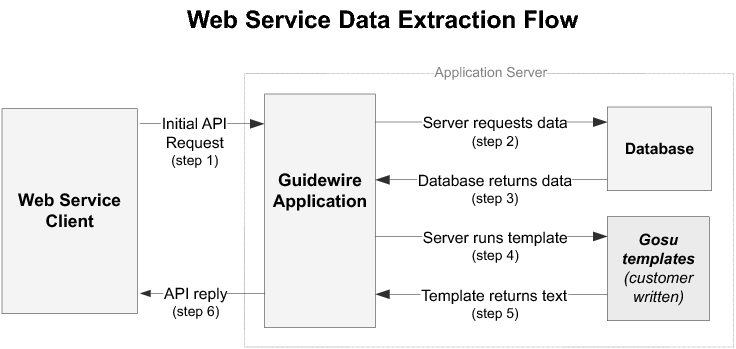 Web Service Data Extraction Flow
Application Server
Web Service
Client
Initial API
Request
(step 1)
Guidewire
Application
Server requests data
(step 2)
Database
Database returns data
(step 3)
Server runs template
(step 4)
Gosu
templates
(customer
written)
Template returns text
(step 5)
API reply
(step 6)